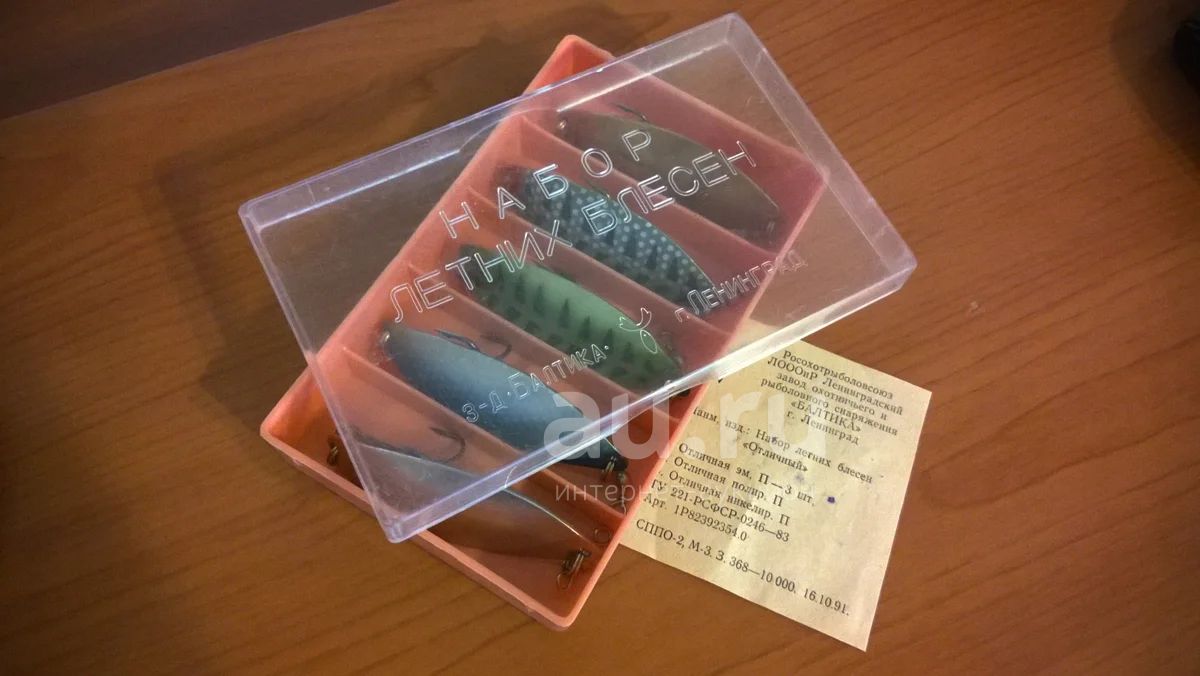 НАБОР
ЛЕТНИХ БЛЕСЕН
З-Д·БАЛТИКА· г.ЛЕНИНГРАД
Росохотрыболовсоюз
ЛОООиР Ленинградский
завод охотничьего и
рыболовного снаряжения
«БАЛТИКА»
г. Ленинград
изд.: Набор летних блесен
«Отличный»
Отличная эм. П — 3 шт.
Отличная полир. П
Отличная никелир. П
ТУ 221-РСФСР-0246—83
Арт. 1Р82392354.0
СППО-2, М-3. З. 368—10 000. 16.10.91.
au.ru